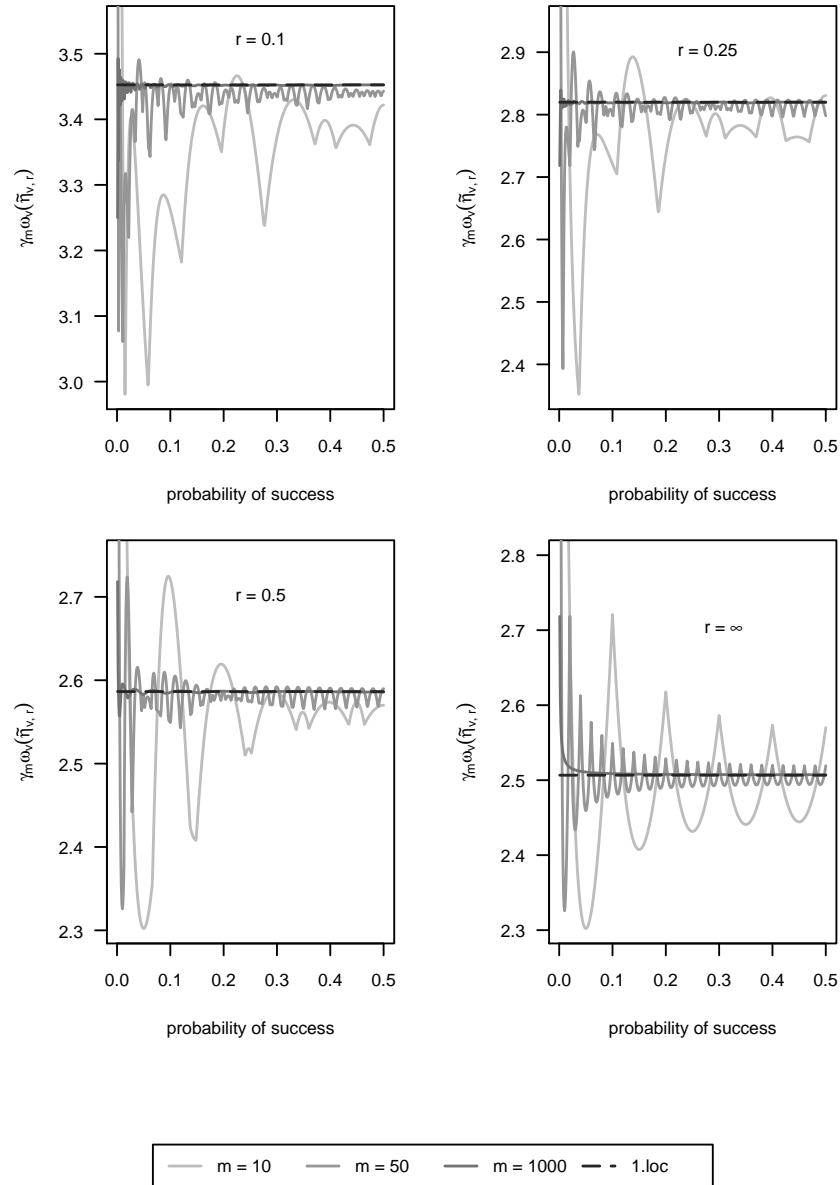 r = 0.1
3.5
3.4
3.3
3.2
3.1
3.0
γmωv(η̃v, r)
0.0 0.1 0.2 0.3 0.4 0.5
probability of success
r = 0.25
2.9
2.8
2.7
2.6
2.5
2.4
γmωv(η̃v, r)
0.0 0.1 0.2 0.3 0.4 0.5
probability of success
r = 0.5
2.7
2.6
2.5
2.4
2.3
γmωv(η̃v, r)
0.0 0.1 0.2 0.3 0.4 0.5
probability of success
r = ∞
2.8
2.7
2.6
2.5
2.4
2.3
γmωv(η̃v, r)
0.0 0.1 0.2 0.3 0.4 0.5
probability of success
m = 10 m = 50 m = 1000 1.loc